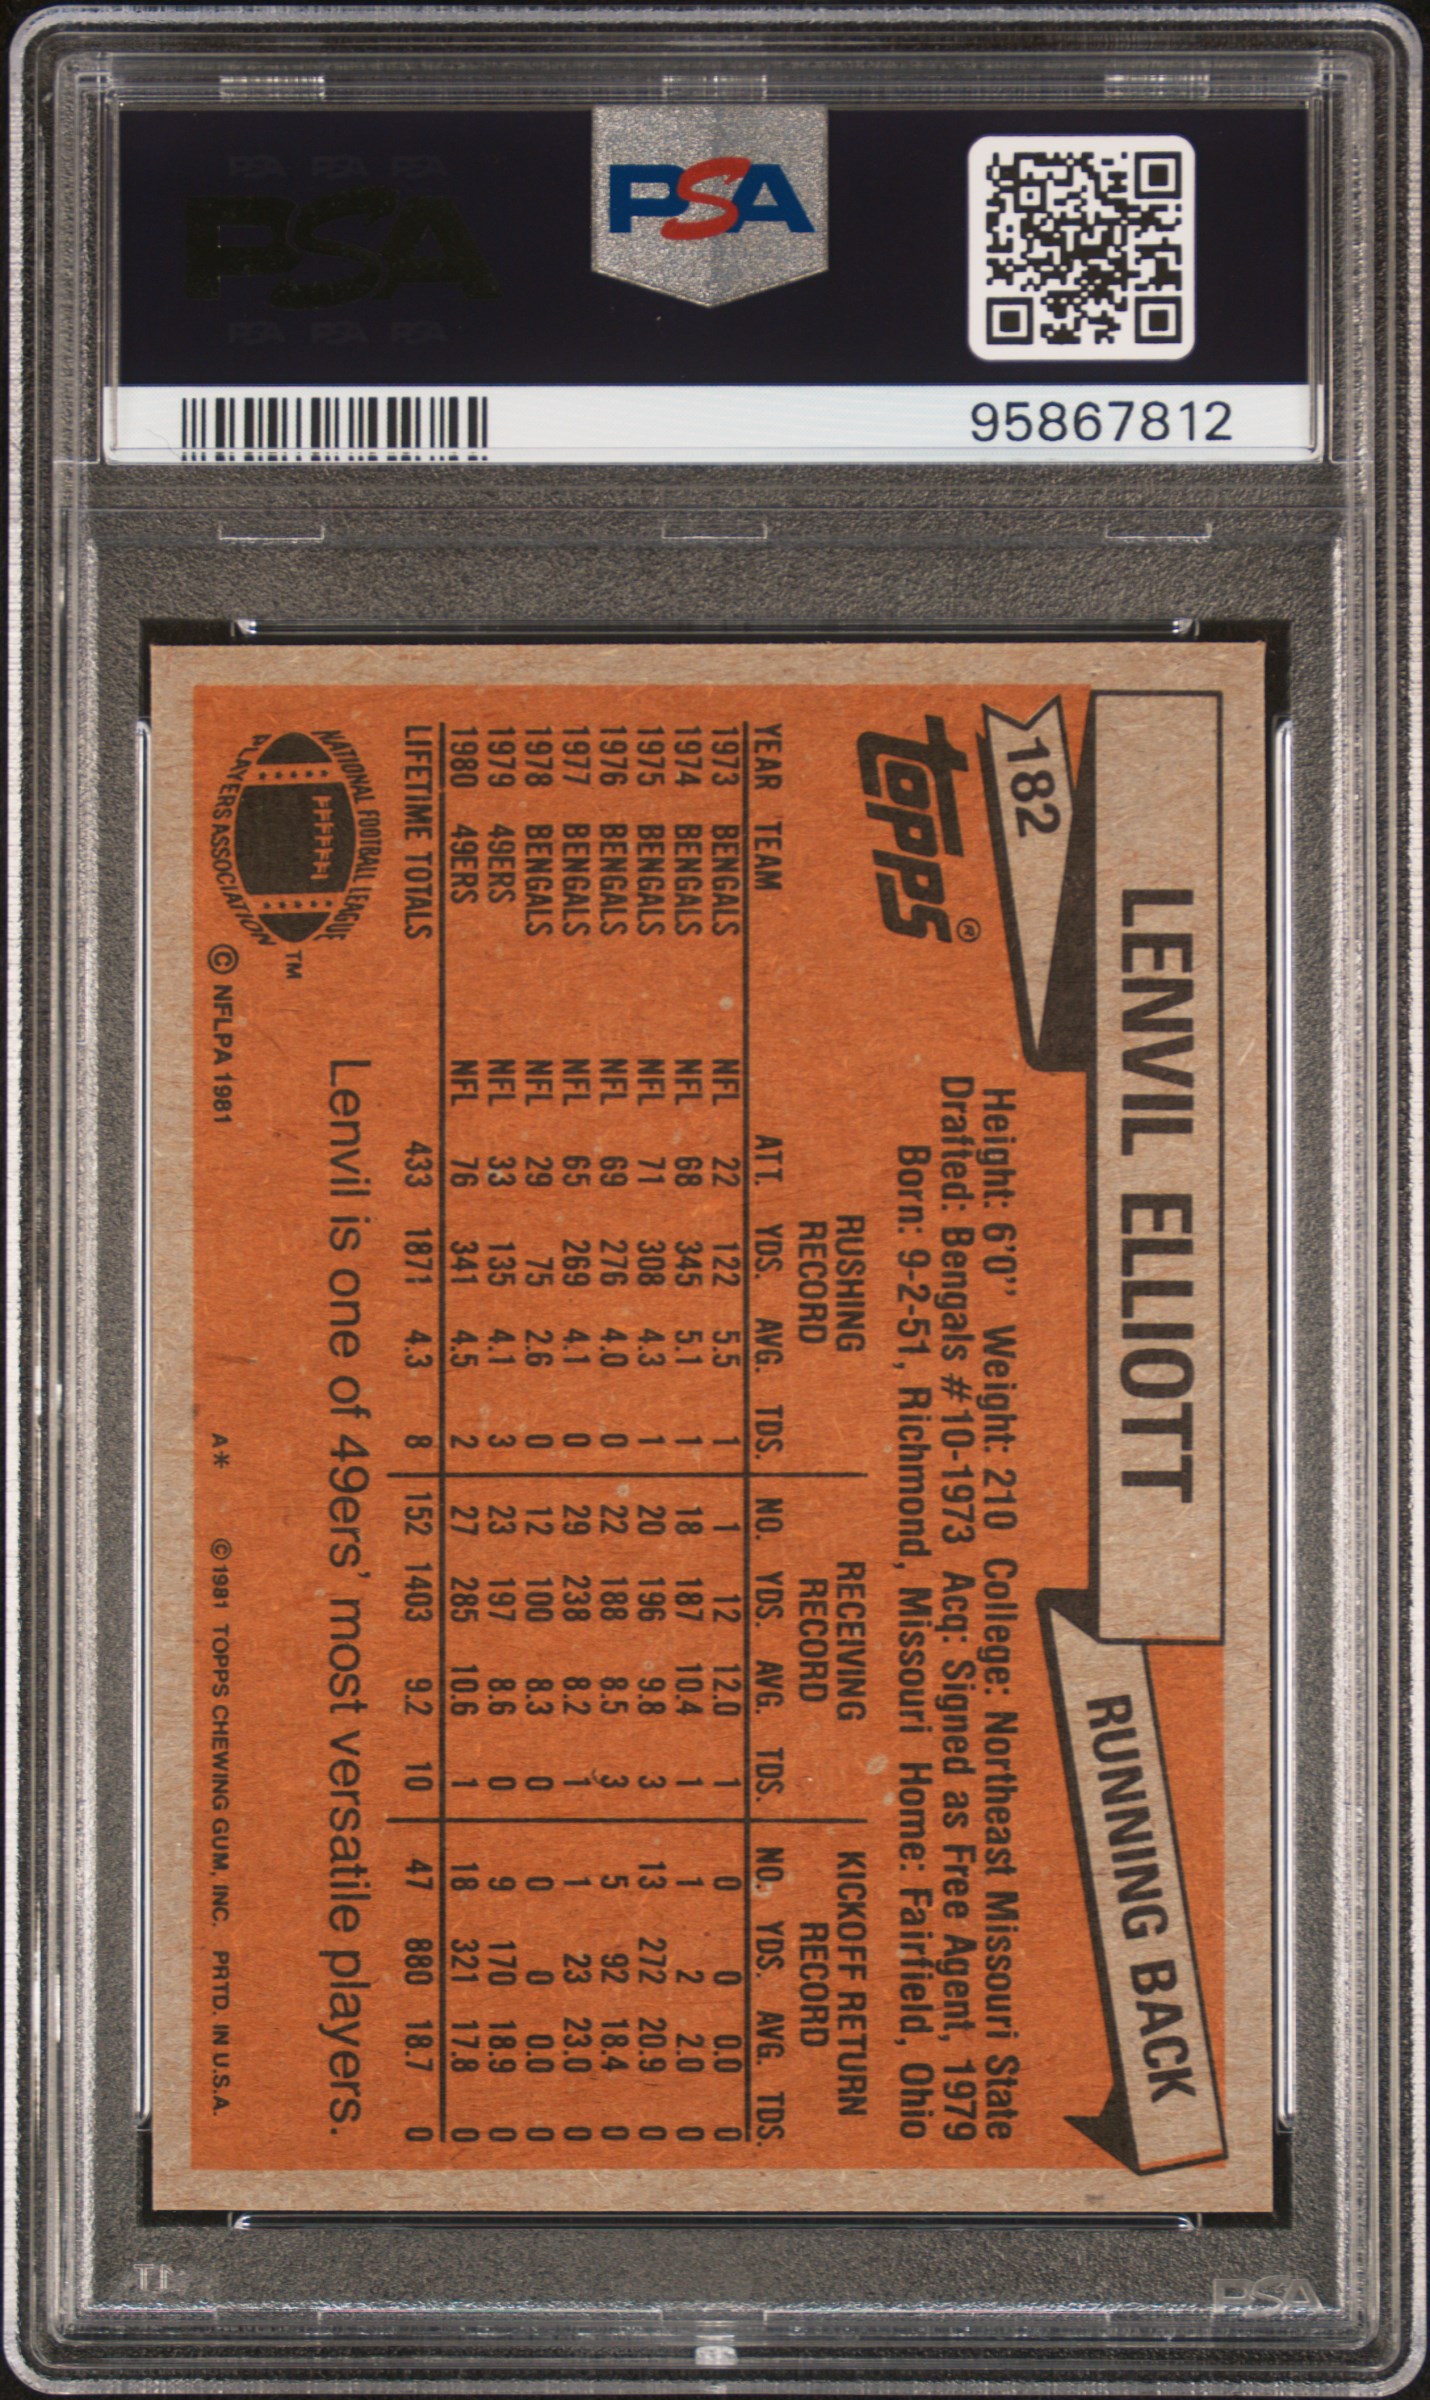 PSA PSA PSA
PSA
PSA PSA PSA
PSA
95867812
182
LENVIL ELLIOTT
RUNNING BACK
topps®
Height: 6'0" Weight: 210 College: Northeast Missouri State
Drafted: Bengals #10-1973 Acq: Signed as Free Agent, 1979
Born: 9-2-51, Richmond, Missouri Home: Fairfield, Ohio
RUSHING RECORD RECEIVING RECORD KICKOFF RETURN RECORD
YEAR TEAM ATT. YDS. AVG. TDS. NO. YDS. AVG. TDS. NO. YDS. AVG. TDS.
1973 BENGALS NFL 22 122 5.5 1 1 12 12.0 1 0 0 0.0 0
1974 BENGALS NFL 68 345 5.1 1 18 187 10.4 1 1 2 2.0 0
1975 BENGALS NFL 71 308 4.3 1 20 196 9.8 3 13 272 20.9 0
1976 BENGALS NFL 69 276 4.0 0 22 188 8.5 3 5 92 18.4 0
1977 BENGALS NFL 65 269 4.1 0 29 238 8.2 1 1 23 23.0 0
1978 BENGALS NFL 29 75 2.6 0 12 100 8.3 0 0 0 0.0 0
1979 49ERS NFL 33 135 4.1 3 23 197 8.6 0 9 170 18.9 0
1980 49ERS NFL 76 341 4.5 2 27 285 10.6 1 18 321 17.8 0
LIFETIME TOTALS 433 1871 4.3 8 152 1403 9.2 10 47 880 18.7 0
Lenvil is one of 49ers' most versatile players.
NATIONAL FOOTBALL LEAGUE
PLAYERS ASSOCIATION
TM
© NFLPA 1981
A* © 1981 TOPPS CHEWING GUM, INC. PRTD. IN U.S.A.
PSA